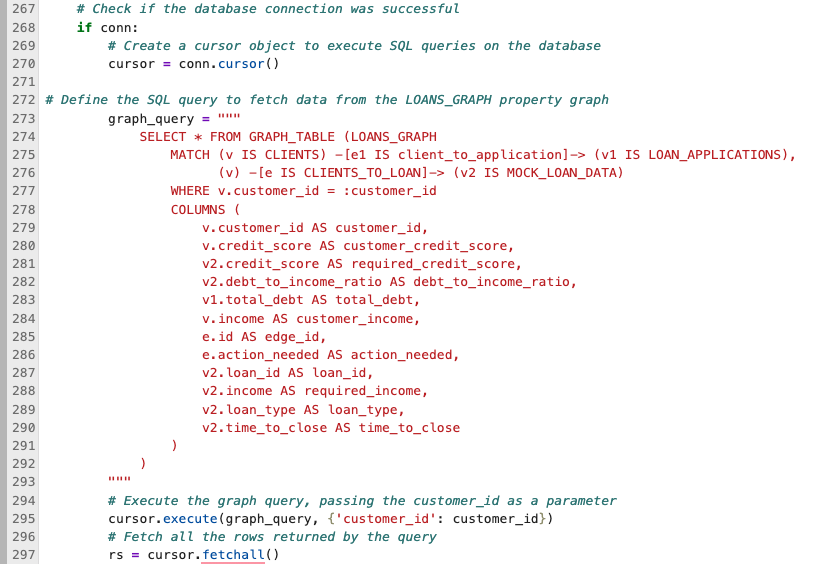 267     # Check if the database connection was successful
268     if conn:
269         # Create a cursor object to execute SQL queries on the database
270         cursor = conn.cursor()
271
272 # Define the SQL query to fetch data from the LOANS_GRAPH property graph
273         graph_query = """
274             SELECT * FROM GRAPH_TABLE (LOANS_GRAPH
275                 MATCH (v IS CLIENTS) -[e1 IS client_to_application]-> (v1 IS LOAN_APPLICATIONS),
276                       (v) -[e IS CLIENTS_TO_LOAN]-> (v2 IS MOCK_LOAN_DATA)
277                 WHERE v.customer_id = :customer_id
278                 COLUMNS (
279                     v.customer_id AS customer_id,
280                     v.credit_score AS customer_credit_score,
281                     v2.credit_score AS required_credit_score,
282                     v2.debt_to_income_ratio AS debt_to_income_ratio,
283                     v1.total_debt AS total_debt,
284                     v.income AS customer_income,
285                     e.id AS edge_id,
286                     e.action_needed AS action_needed,
287                     v2.loan_id AS loan_id,
288                     v2.income AS required_income,
289                     v2.loan_type AS loan_type,
290                     v2.time_to_close AS time_to_close
291                 )
292             )
293         """
294         # Execute the graph query, passing the customer_id as a parameter
295         cursor.execute(graph_query, {'customer_id': customer_id})
296         # Fetch all the rows returned by the query
297         rs = cursor.fetchall()